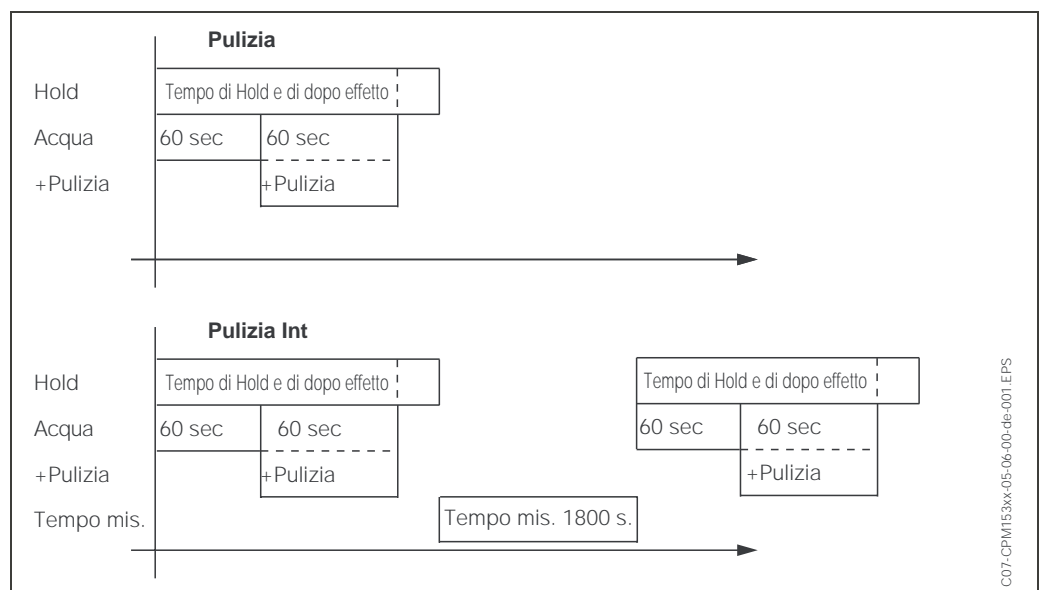 Pulizia
Hold Tempo di Hold e di dopo effetto
Acqua 60 sec 60 sec
+Pulizia +Pulizia
Pulizia Int
Hold Tempo di Hold e di dopo effetto Tempo di Hold e di dopo effetto
Acqua 60 sec 60 sec 60 sec 60 sec
+Pulizia +Pulizia +Pulizia
Tempo mis. Tempo mis. 1800 s.
C07-CPM153xx-05-06-00-de-001.EPS